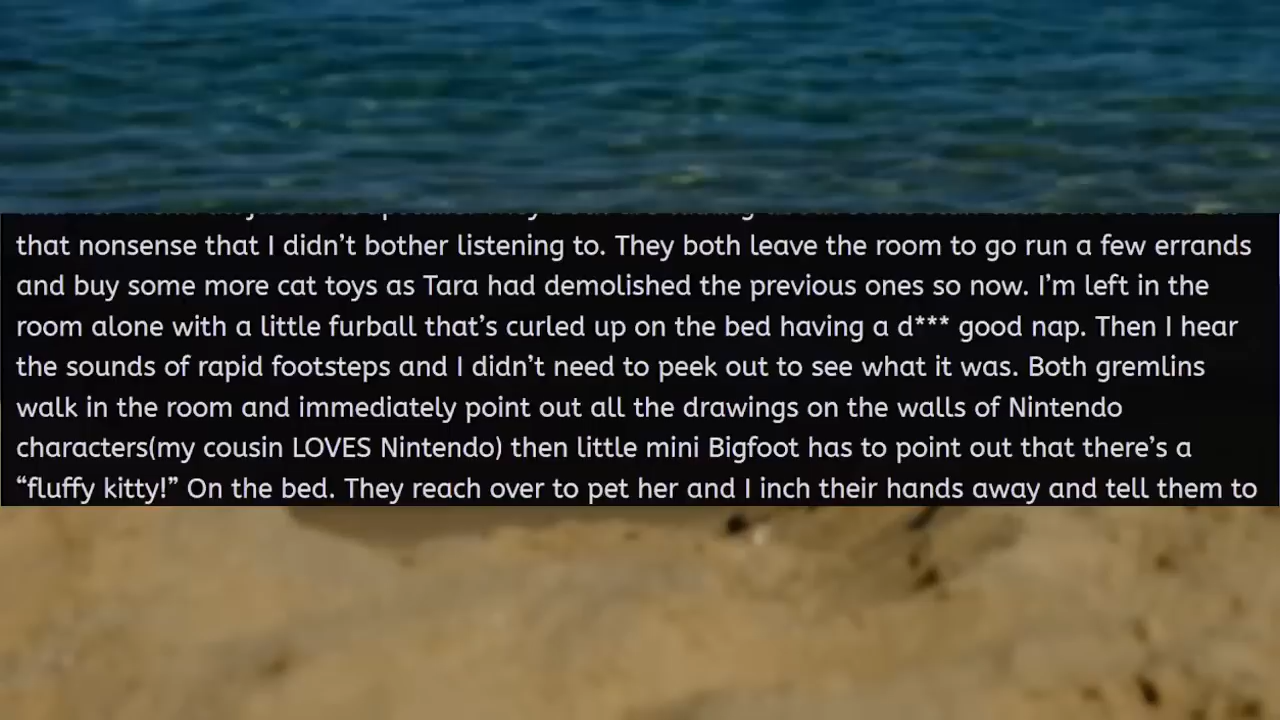 that nonsense that I didn’t bother listening to. They both leave the room to go run a few errands
and buy some more cat toys as Tara had demolished the previous ones so now. I’m left in the
room alone with a little furball that’s curled up on the bed having a d*** good nap. Then I hear
the sounds of rapid footsteps and I didn’t need to peek out to see what it was. Both gremlins
walk in the room and immediately point out all the drawings on the walls of Nintendo
characters(my cousin LOVES Nintendo) then little mini Bigfoot has to point out that there’s a
“fluffy kitty!” On the bed. They reach over to pet her and I inch their hands away and tell them to